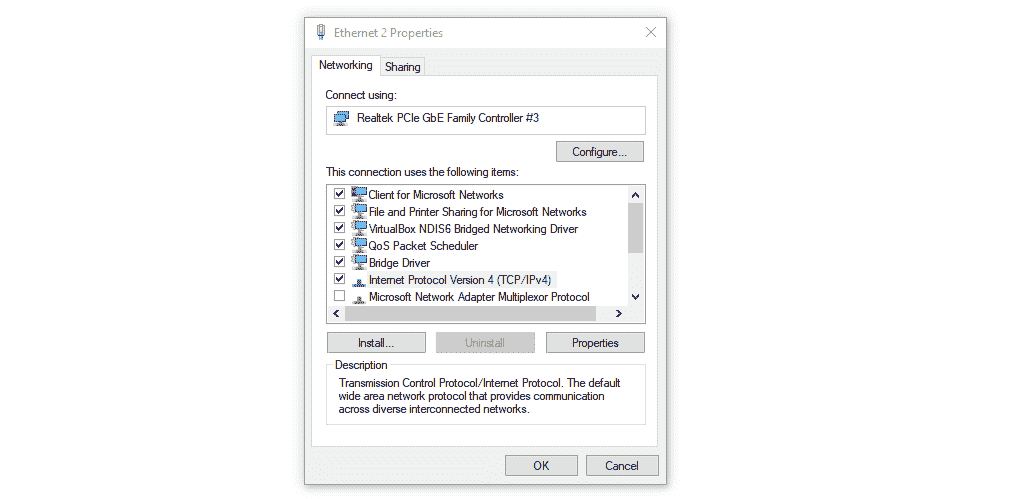 Ethernet 2 Properties
Networking
Sharing
Connect using:
Realtek PCIe GbE Family Controller #3
Configure...
This connection uses the following items:
Client for Microsoft Networks
File and Printer Sharing for Microsoft Networks
VirtualBox NDIS6 Bridged Networking Driver
QoS Packet Scheduler
Bridge Driver
Internet Protocol Version 4 (TCP/IPv4)
Microsoft Network Adapter Multiplexor Protocol
Install...
Uninstall
Properties
Description
Transmission Control Protocol/Internet Protocol. The default
wide area network protocol that provides communication
across diverse interconnected networks.
OK
Cancel